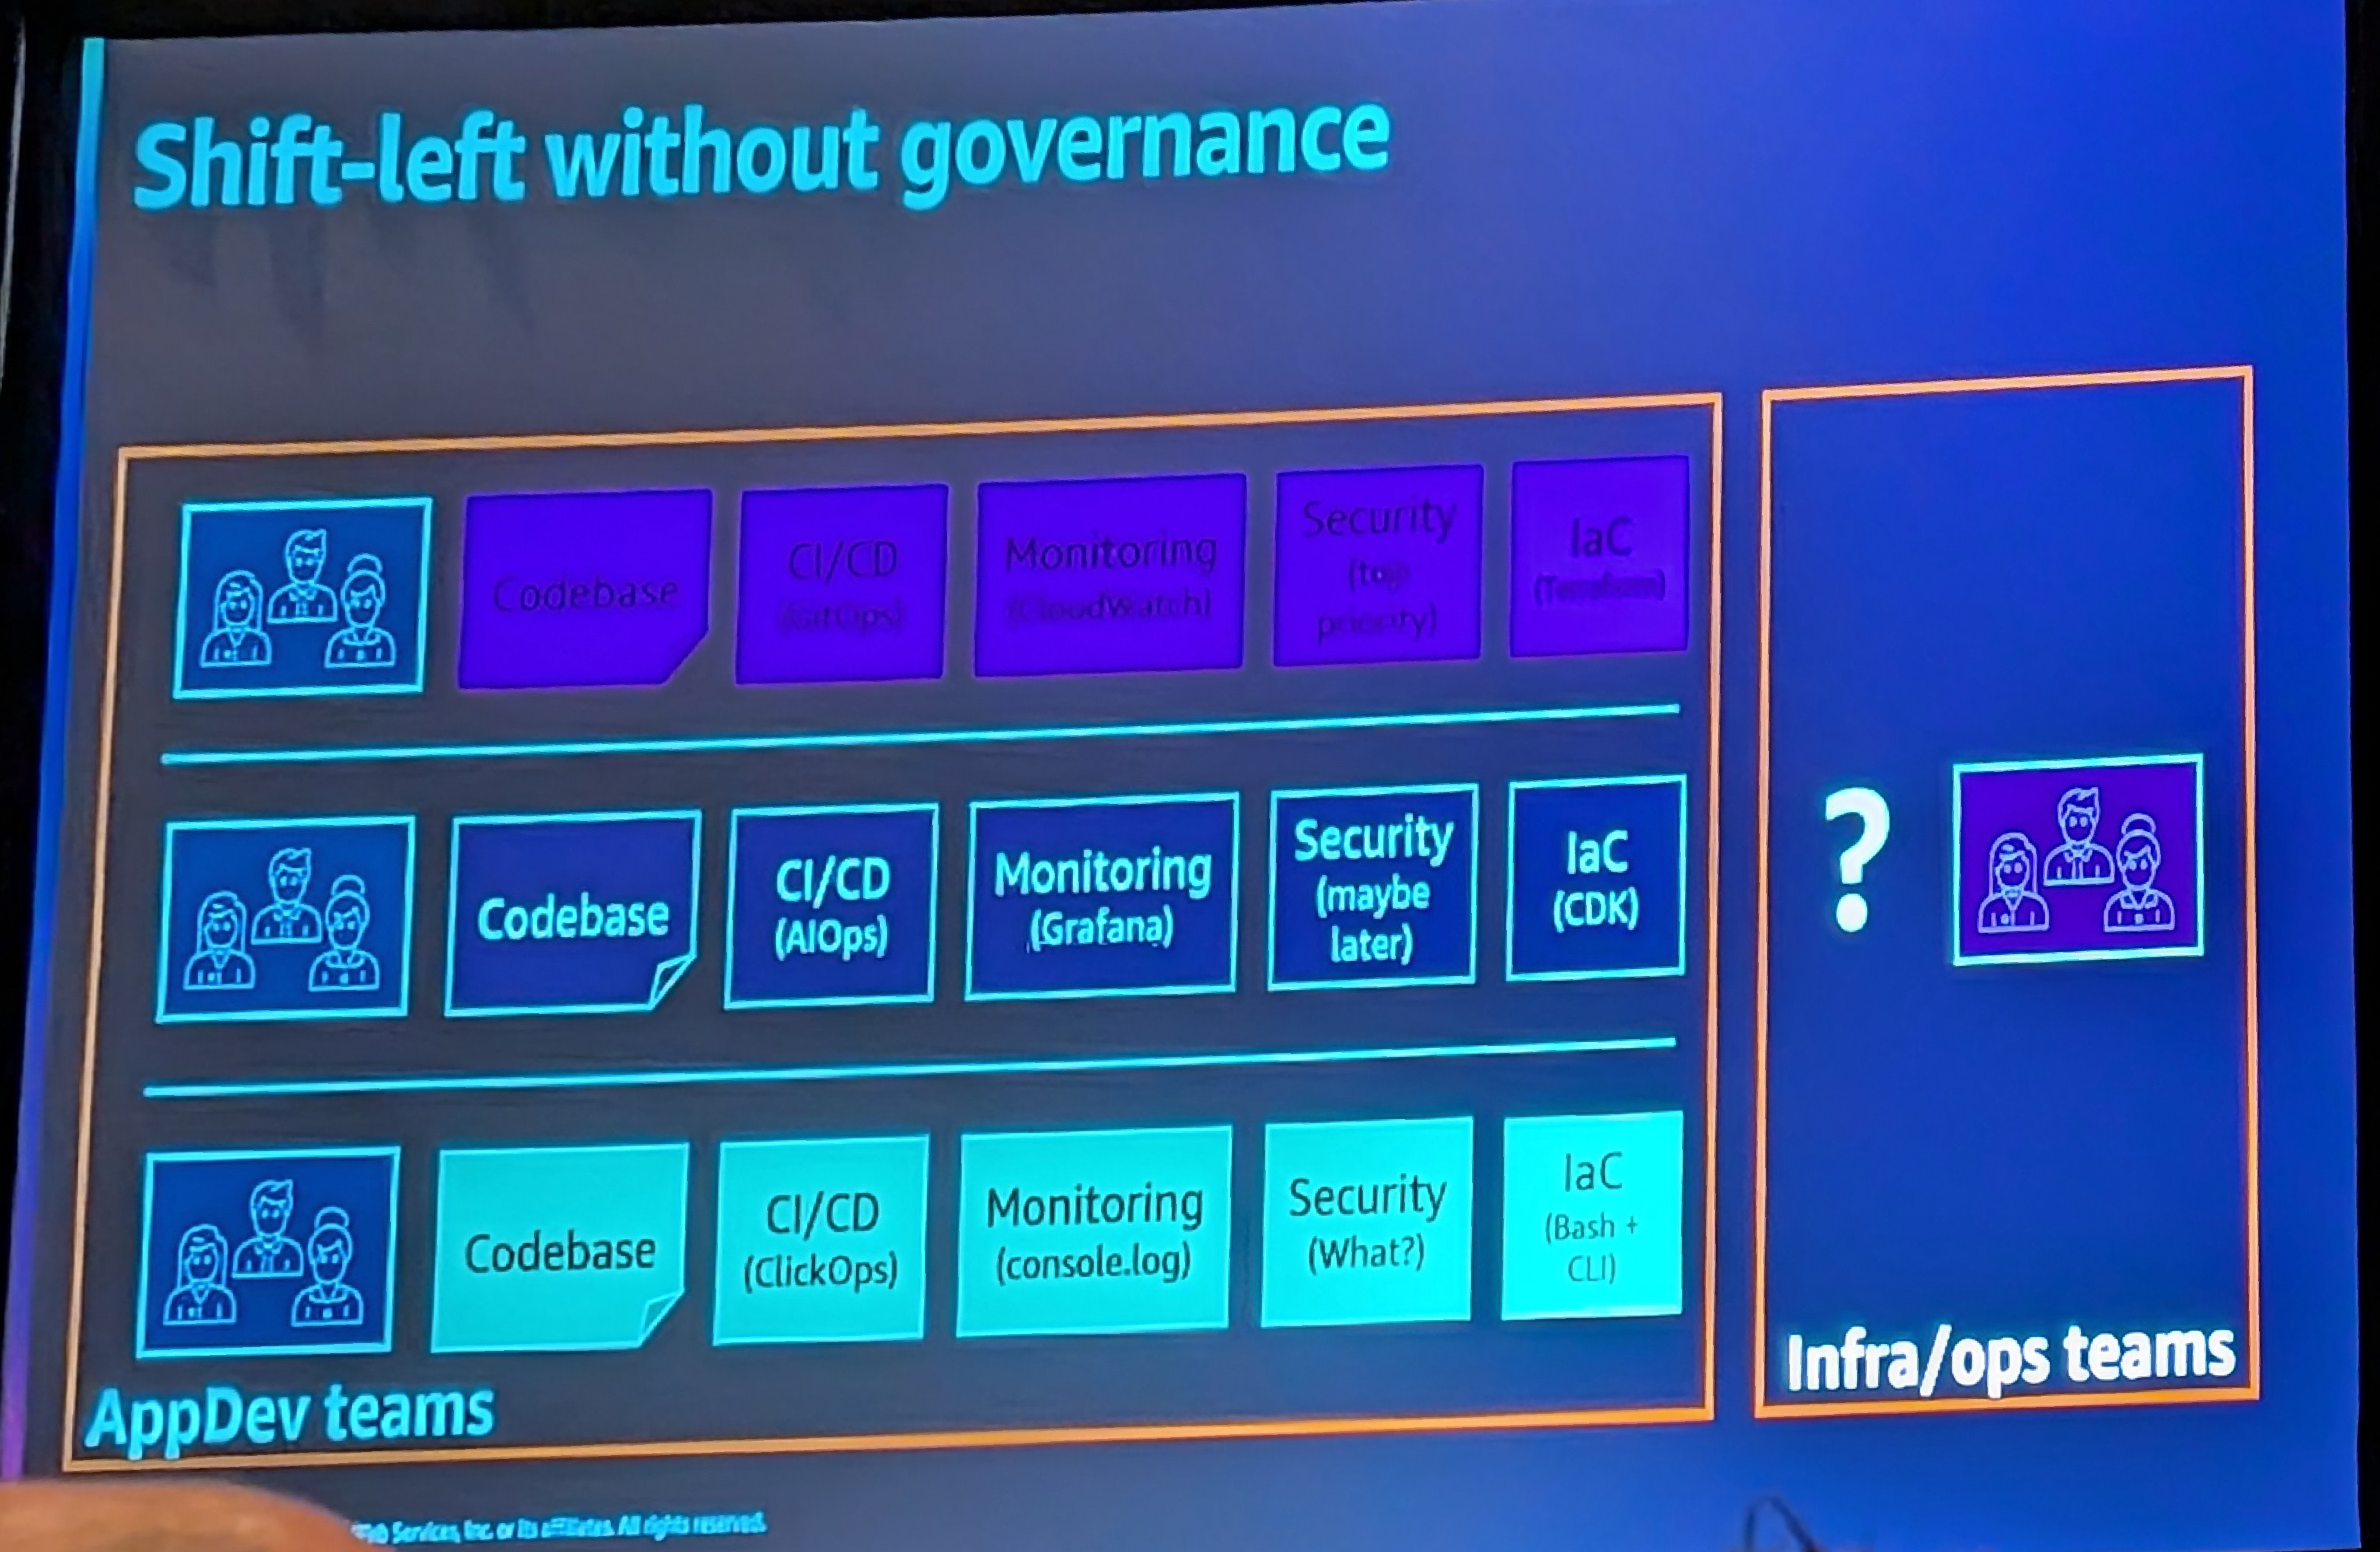 Shift-left without governance
Codebase
CI/CD
(GitOps)
Monitoring
(CloudWatch)
Security
(top
priority)
IaC
(Terraform)
Codebase
CI/CD
(AIOps)
Monitoring
(Grafana)
Security
(maybe
later)
IaC
(CDK)
?
Codebase
CI/CD
(ClickOps)
Monitoring
(console.log)
Security
(What?)
IaC
(Bash +
CLI)
AppDev teams
Infra/ops teams
Services, Inc. or its affiliates. All rights reserved.